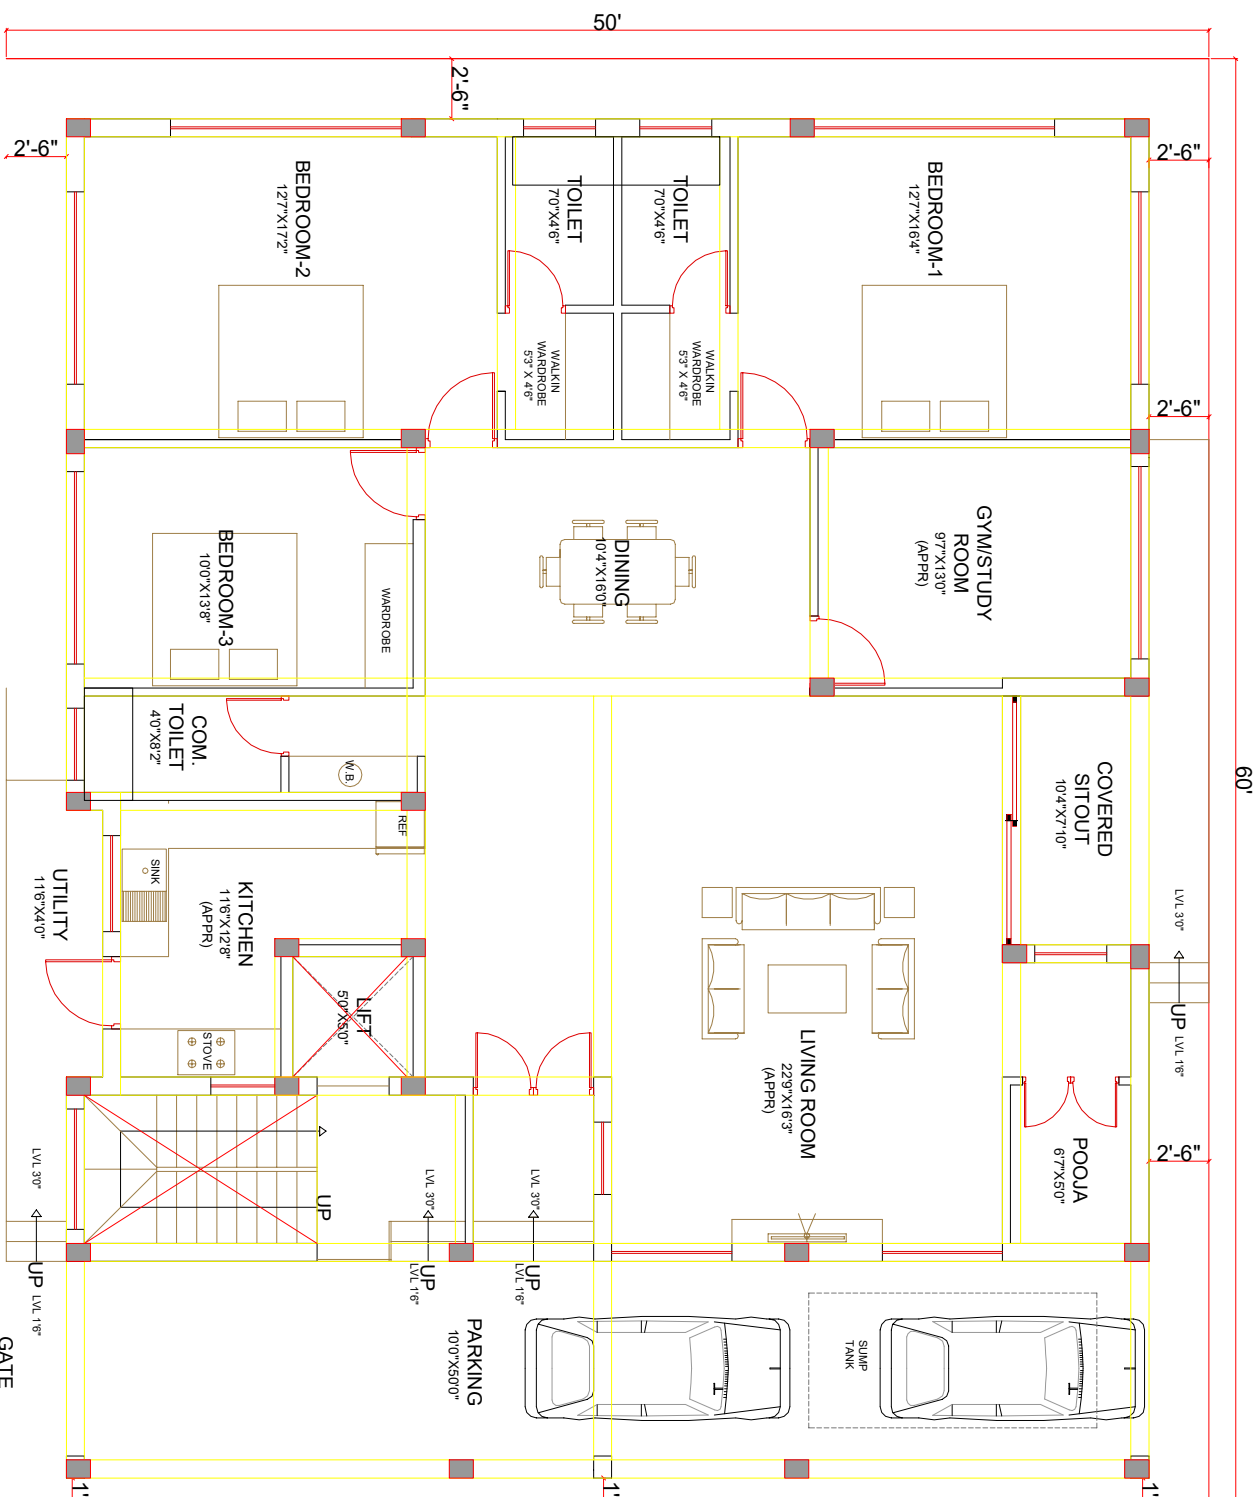 50'
2'-6"
2'-6"
2'-6"
BEDROOM-2
12'7"X17'2"
TOILET
7'0"X4'6"
TOILET
7'0"X4'6"
BEDROOM-1
12'7"X16'4"
WALKIN
WARDROBE
5'3" X 4'6"
WALKIN
WARDROBE
5'3" X 4'6"
2'-6"
BEDROOM-3
10'0"X13'8"
WARDROBE
DINING
10'4"X16'0"
GYM/STUDY
ROOM
9'7"X13'0"
(APPR)
60'
COM.
TOILET
4'0"X8'2"
W.B.
REF
COVERED
SITOUT
10'4"X7'10"
UTILITY
11'6"X4'0"
SINK
KITCHEN
11'6"X12'8"
(APPR)
STOVE
LIFT
5'0"X5'0"
LIVING ROOM
22'9"X16'3"
(APPR)
LVL 3'0"
UP LVL 1'6"
POOJA
6'7"X5'0"
2'-6"
LVL 3'0"
UP LVL 1'6"
UP
LVL 3'0"
UP
LVL 1'6"
LVL 3'0"
UP
LVL 1'6"
PARKING
10'0"X50'0"
SUMP
TANK
GATE
1'
1'
1'